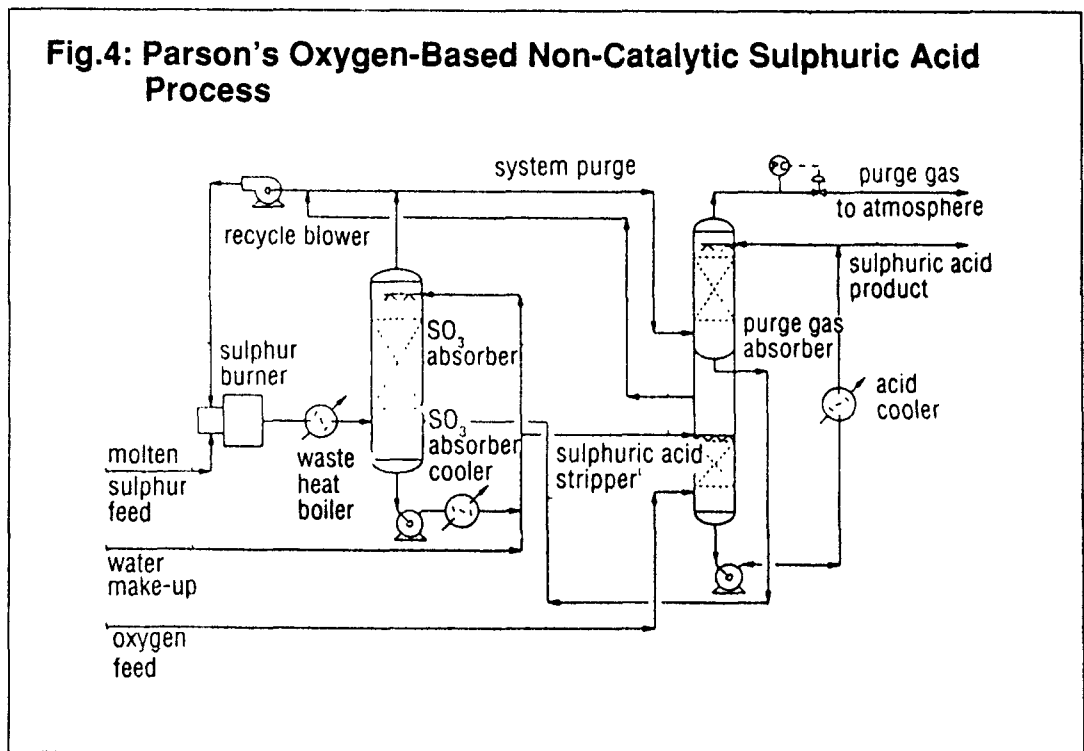 Fig.4: Parson's Oxygen-Based Non-Catalytic Sulphuric Acid
Process
system purge
PC
purge gas
to atmosphere
recycle blower
sulphuric acid
product
SO3
absorber
purge gas
absorber
sulphur
burner
acid
cooler
SO3
absorber
cooler
molten
sulphur
feed
waste
heat
boiler
sulphuric acid
stripper
water
make-up
oxygen
feed